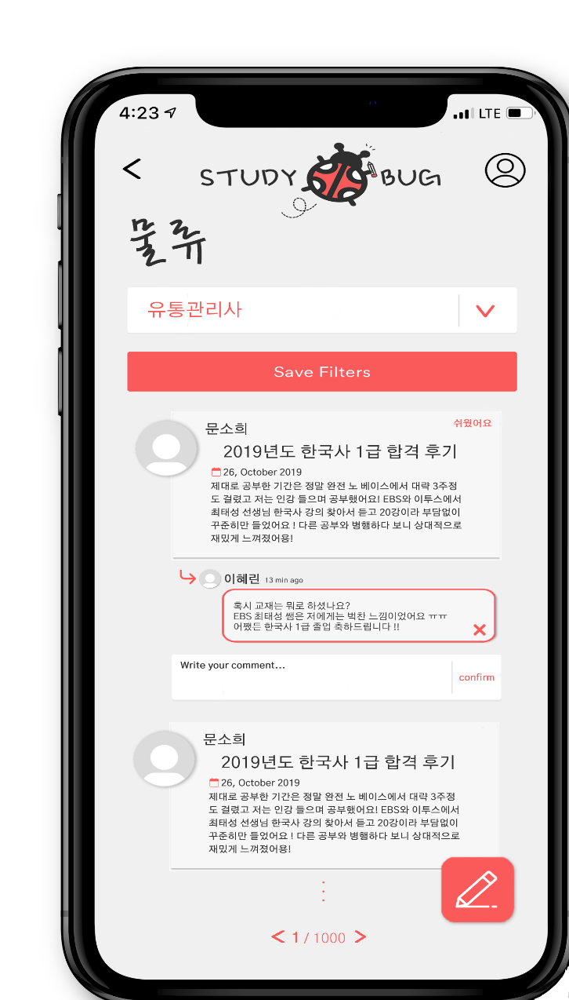 4:23
LTE
STUDY BUG
물류
유통관리사
Save Filters
문소희
쉬웠어요
2019년도 한국사 1급 합격 후기
26, October 2019
제대로 공부한 기간은 정말 완전 노 베이스에서 대략 3주정
도 걸렸고 저는 인강 들으며 공부했어요! EBS와 이투스에서
최태성 선생님 한국사 강의 찾아서 듣고 20강이라 부담없이
꾸준히만 들었어요 ! 다른 공부와 병행하다 보니 상대적으로
재밌게 느껴졌어용!
이혜린 13 min ago
혹시 교재는 뭐로 하셨나요?
EBS 최태성 쌤은 저에게는 벅찬 느낌이었어요 ㅠㅠ
어쨌든 한국사 1급 졸업 축하드립니다 !!
Write your comment...
confirm
문소희
2019년도 한국사 1급 합격 후기
26, October 2019
제대로 공부한 기간은 정말 완전 노 베이스에서 대략 3주정
도 걸렸고 저는 인강 들으며 공부했어요! EBS와 이투스에서
최태성 선생님 한국사 강의 찾아서 듣고 20강이라 부담없이
꾸준히만 들었어요 ! 다른 공부와 병행하다 보니 상대적으로
재밌게 느껴졌어용!
< 1 / 1000 >